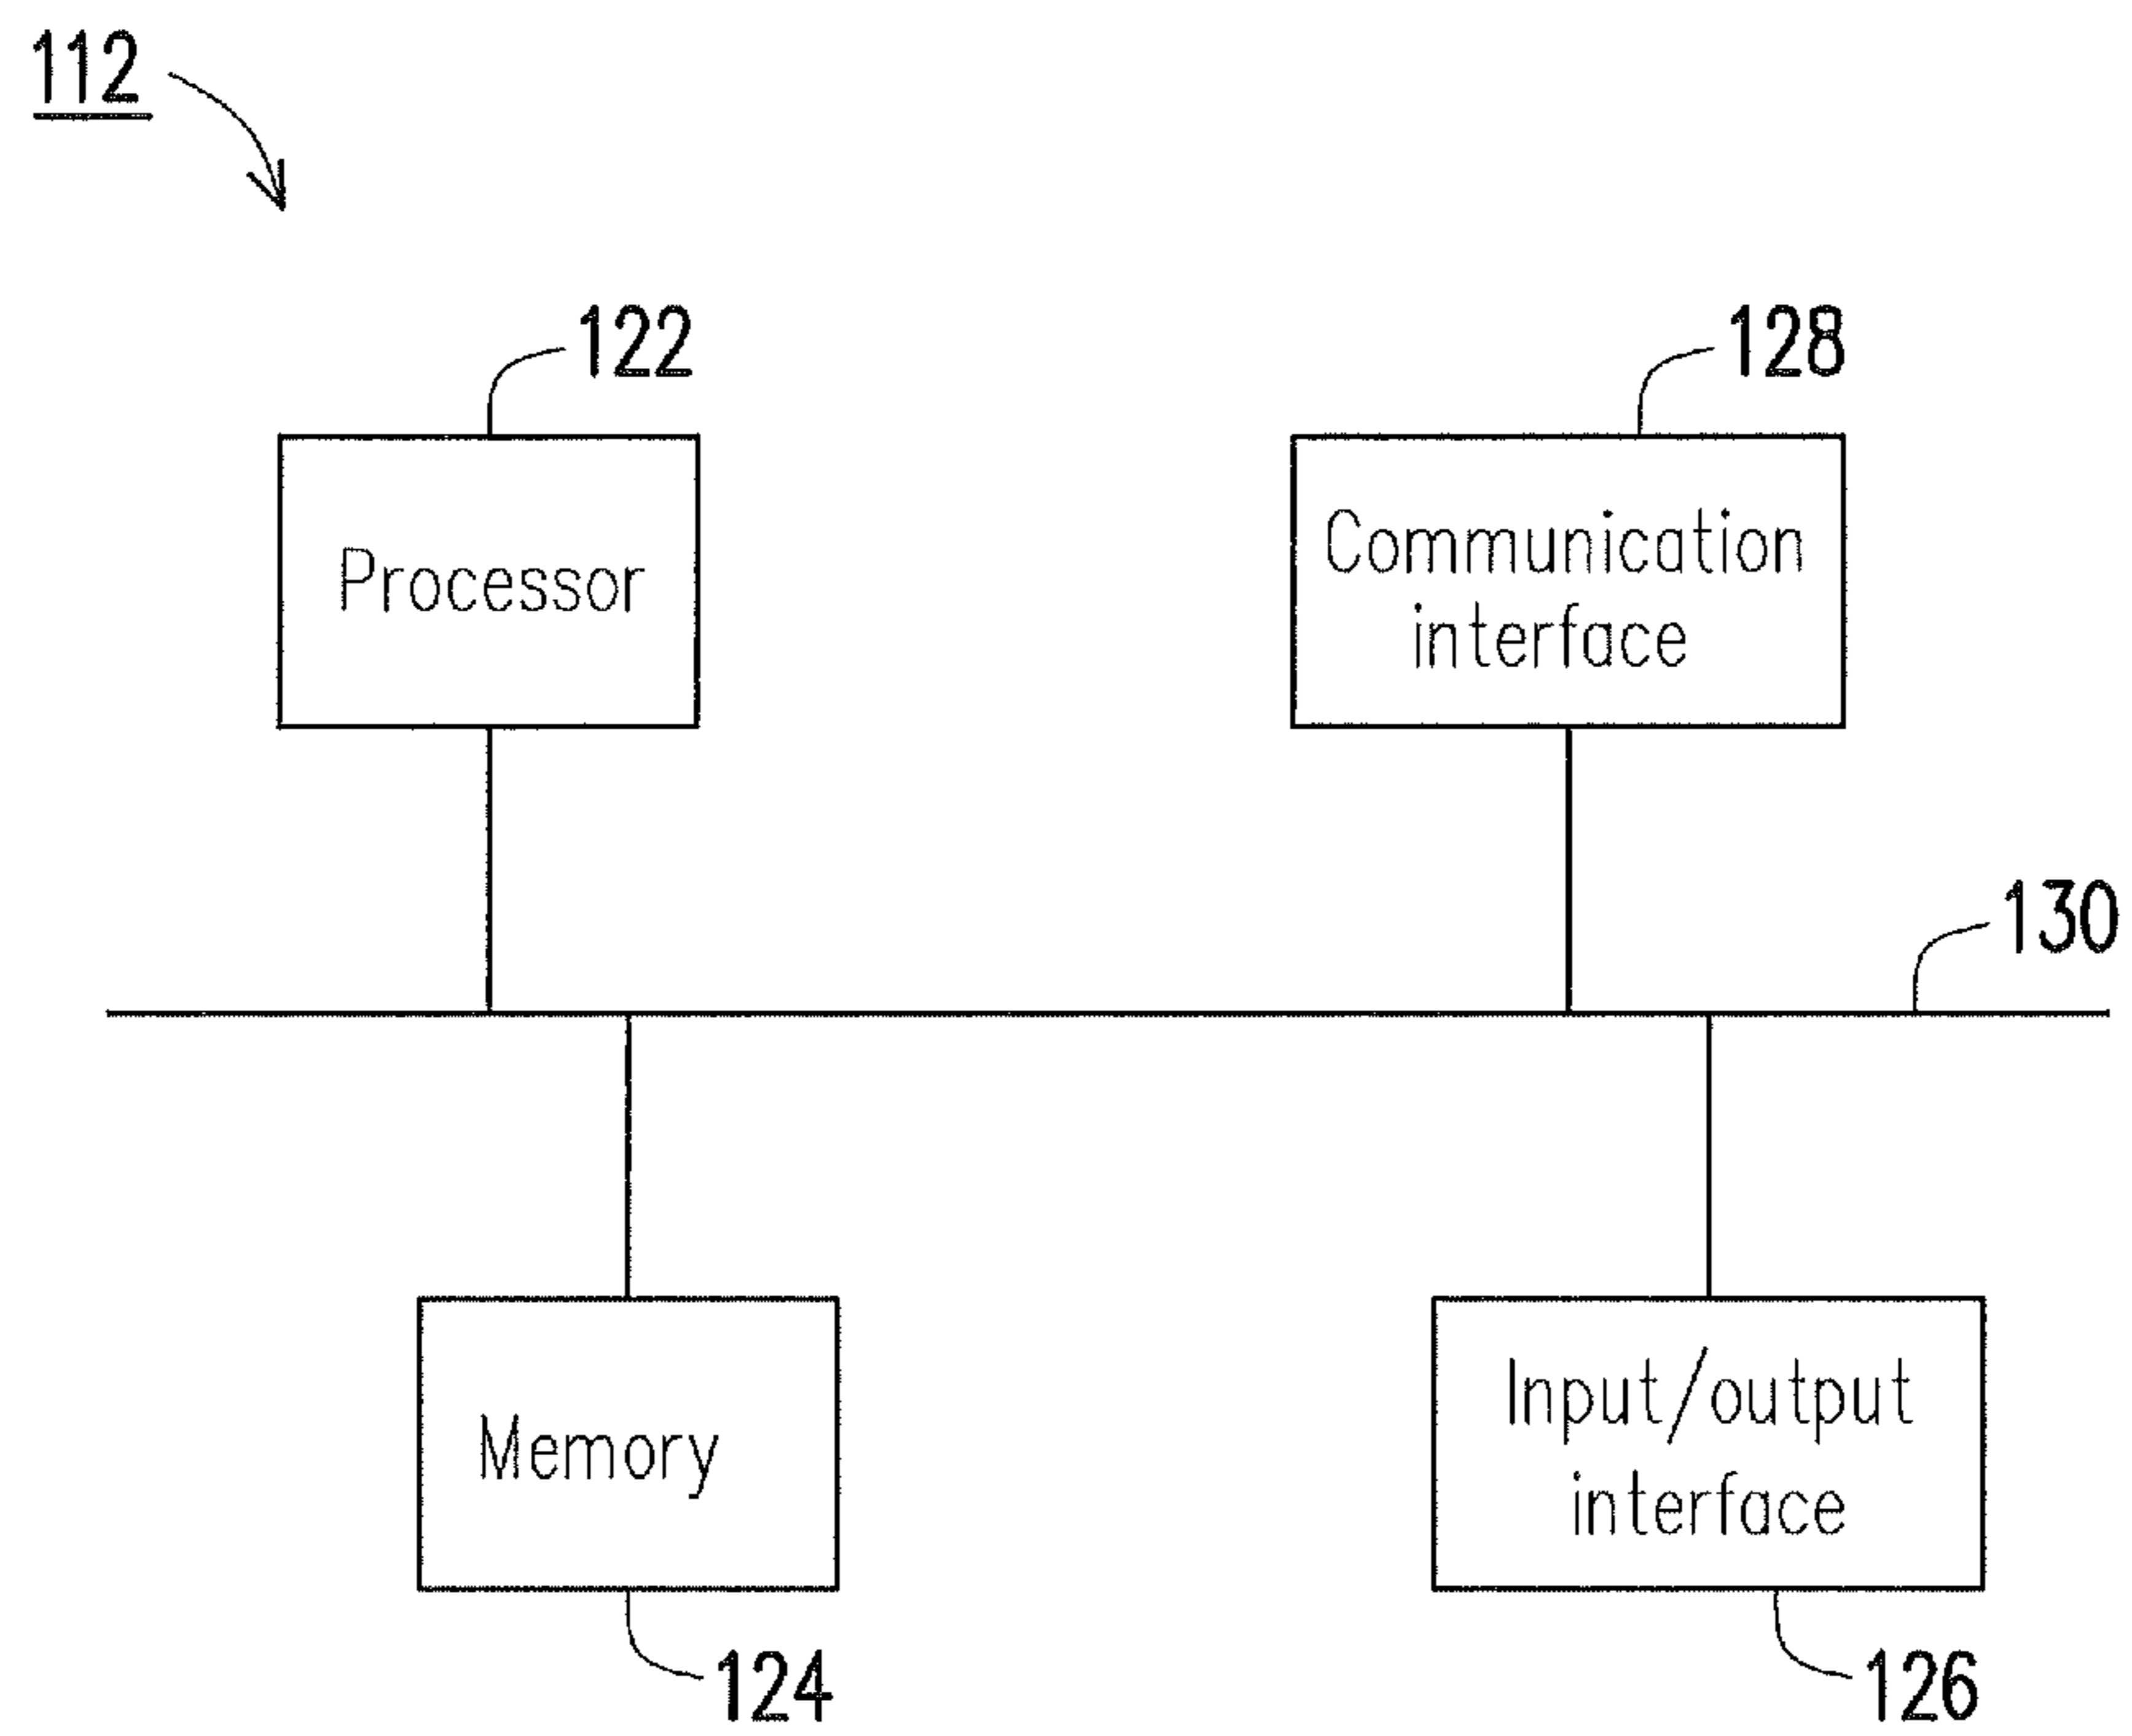 112
122
128
Processor
Communication
interface
130
Memory
Input/output
interface
124
126